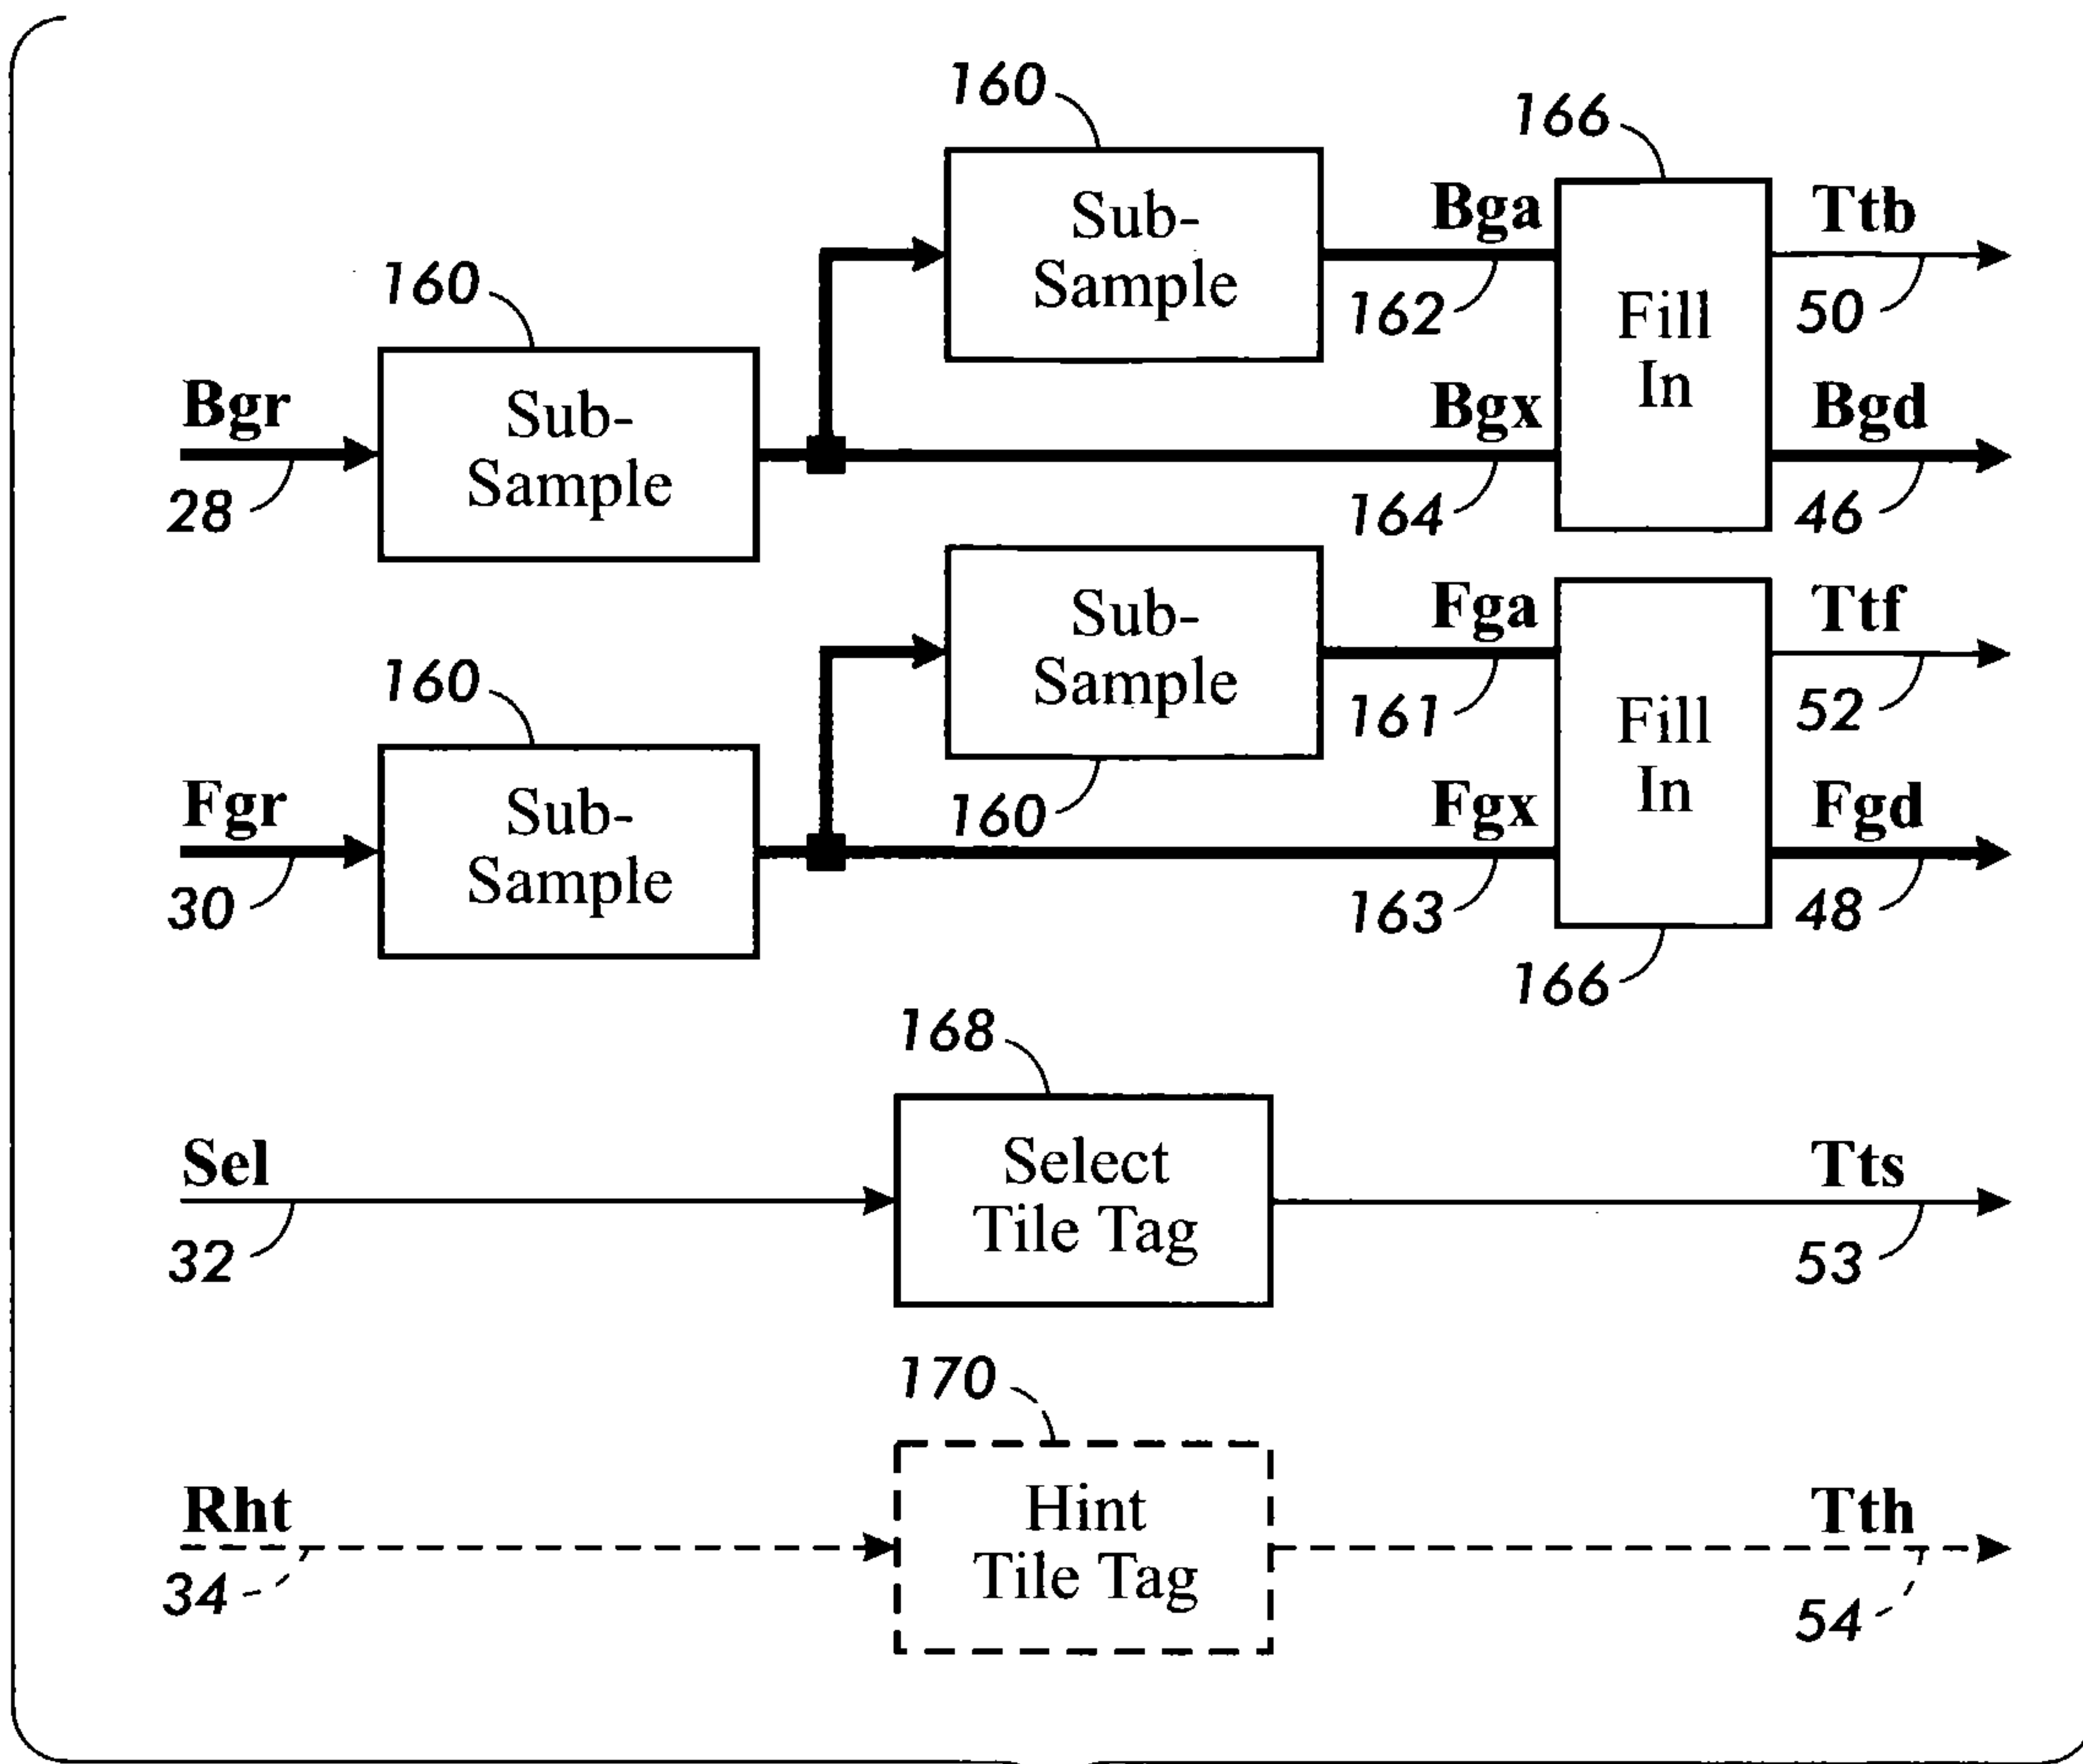 160
166
Sub-
Sample
Bga
Ttb
160
162
Fill
In
50
Bgr
Sub-
Sample
Bgx
Bgd
28
164
46
Sub-
Sample
Fga
Ttf
160
161
Fill
In
52
Fgr
Sub-
Sample
160
Fgx
Fgd
30
163
48
166
168
Sel
Select
Tile Tag
Tts
32
53
170
Rht
Hint
Tile Tag
Tth
34
54